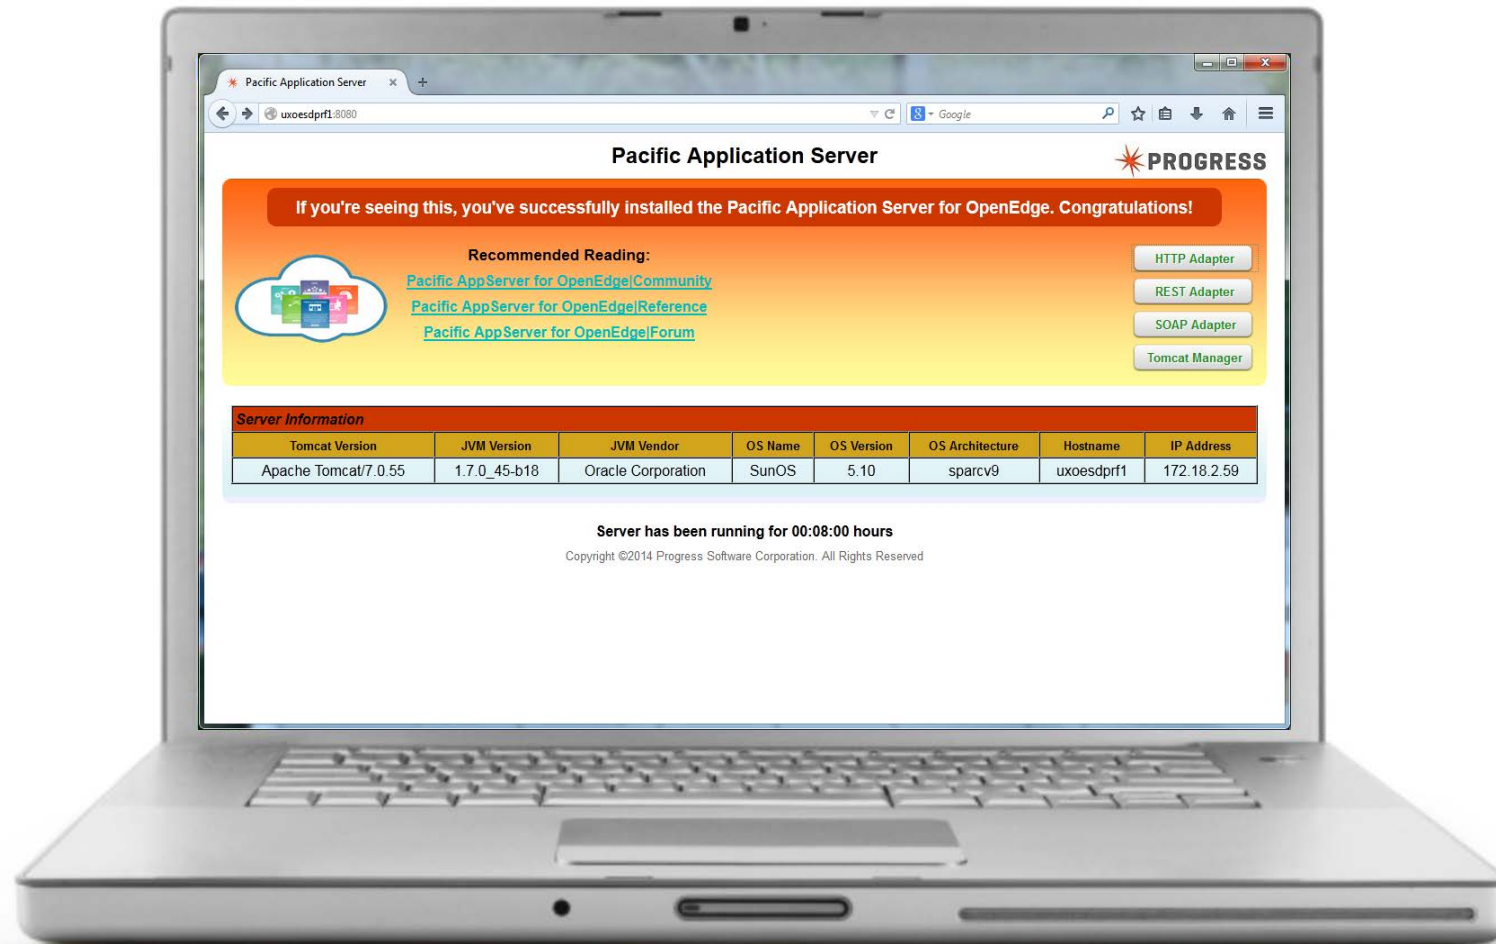 Pacific Application Server
uxoesdprf1:8080
Google
Pacific Application Server
PROGRESS
If you're seeing this, you've successfully installed the Pacific Application Server for OpenEdge. Congratulations!
Recommended Reading:
Pacific AppServer for OpenEdge|Community
Pacific AppServer for OpenEdge|Reference
Pacific AppServer for OpenEdge|Forum
HTTP Adapter
REST Adapter
SOAP Adapter
Tomcat Manager
Server Information
Tomcat Version JVM Version JVM Vendor OS Name OS Version OS Architecture Hostname IP Address
Apache Tomcat/7.0.55 1.7.0_45-b18 Oracle Corporation SunOS 5.10 sparcv9 uxoesdprf1 172.18.2.59
Server has been running for 00:08:00 hours
Copyright ©2014 Progress Software Corporation. All Rights Reserved